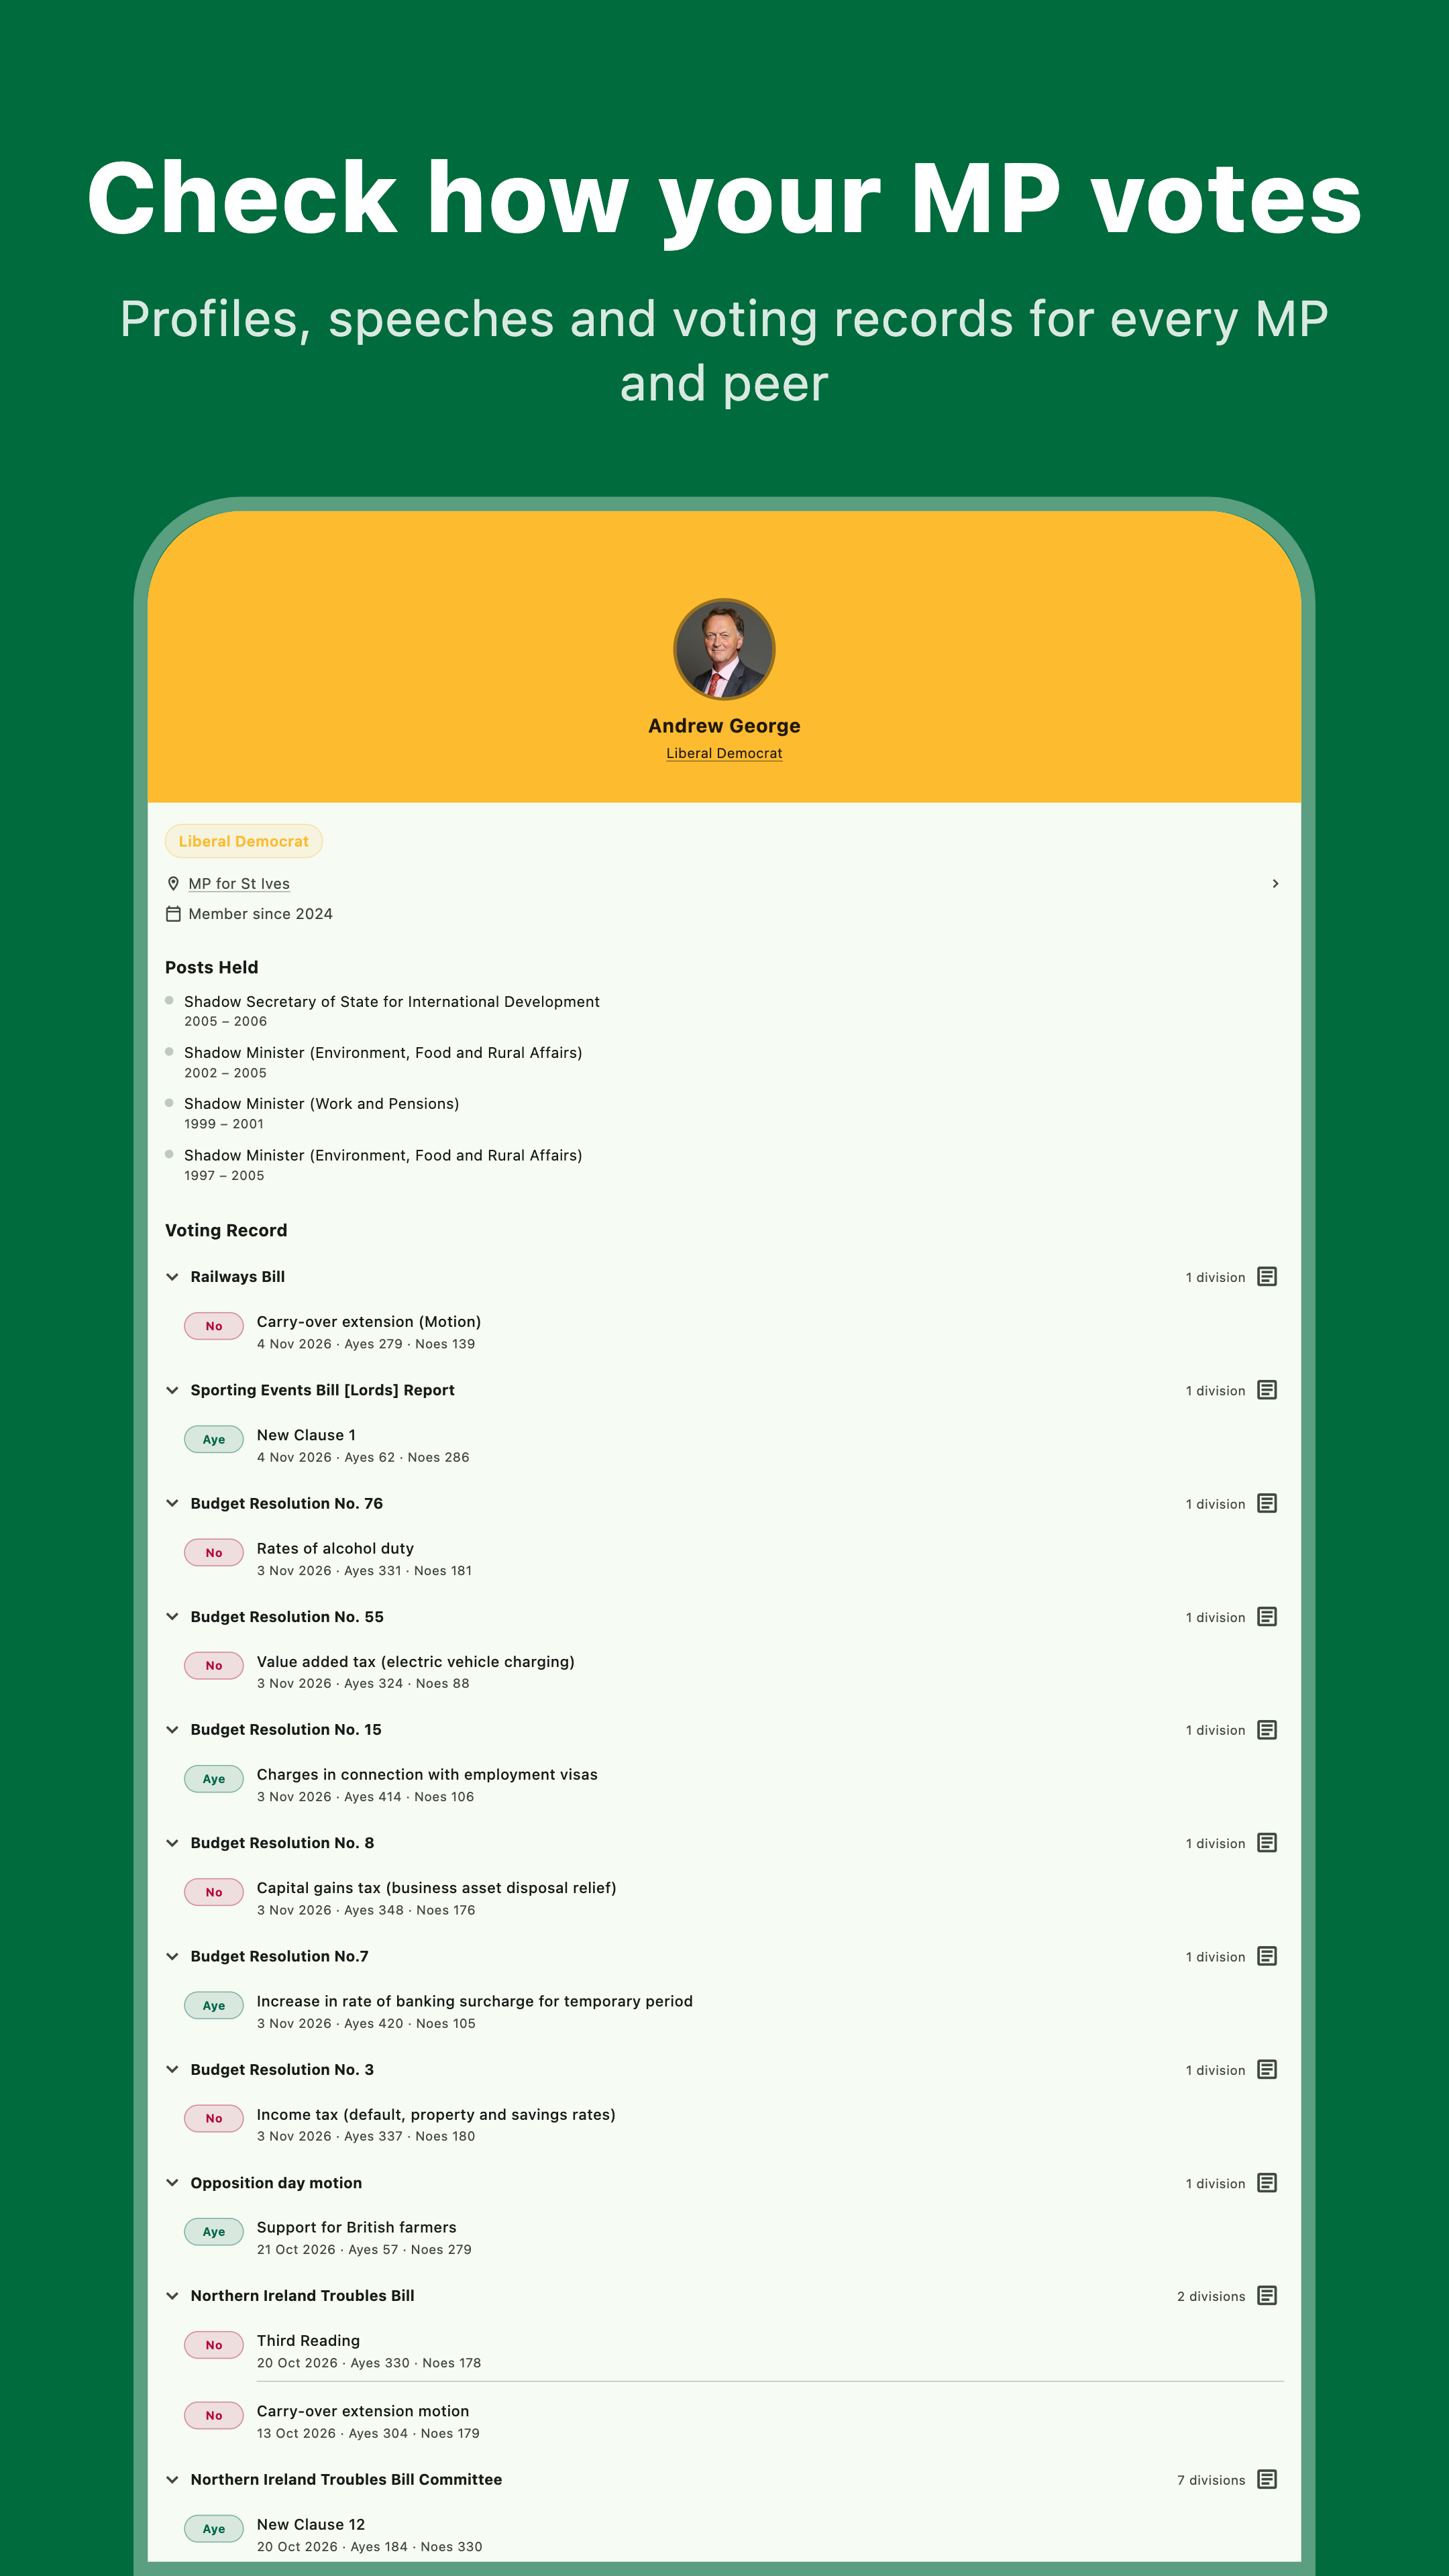 Check how your MP votes
Profiles, speeches and voting records for every MP
and peer
Andrew George
Liberal Democrat
Liberal Democrat
MP for St Ives
Member since 2024
Posts Held
Shadow Secretary of State for International Development
2005 – 2006
Shadow Minister (Environment, Food and Rural Affairs)
2002 – 2005
Shadow Minister (Work and Pensions)
1999 – 2001
Shadow Minister (Environment, Food and Rural Affairs)
1997 – 2005
Voting Record
Railways Bill 1 division
No Carry-over extension (Motion)
4 Nov 2026 · Ayes 279 · Noes 139
Sporting Events Bill [Lords] Report 1 division
Aye New Clause 1
4 Nov 2026 · Ayes 62 · Noes 286
Budget Resolution No. 76 1 division
No Rates of alcohol duty
3 Nov 2026 · Ayes 331 · Noes 181
Budget Resolution No. 55 1 division
No Value added tax (electric vehicle charging)
3 Nov 2026 · Ayes 324 · Noes 88
Budget Resolution No. 15 1 division
Aye Charges in connection with employment visas
3 Nov 2026 · Ayes 414 · Noes 106
Budget Resolution No. 8 1 division
No Capital gains tax (business asset disposal relief)
3 Nov 2026 · Ayes 348 · Noes 176
Budget Resolution No.7 1 division
Aye Increase in rate of banking surcharge for temporary period
3 Nov 2026 · Ayes 420 · Noes 105
Budget Resolution No. 3 1 division
No Income tax (default, property and savings rates)
3 Nov 2026 · Ayes 337 · Noes 180
Opposition day motion 1 division
Aye Support for British farmers
21 Oct 2026 · Ayes 57 · Noes 279
Northern Ireland Troubles Bill 2 divisions
No Third Reading
20 Oct 2026 · Ayes 330 · Noes 178
No Carry-over extension motion
13 Oct 2026 · Ayes 304 · Noes 179
Northern Ireland Troubles Bill Committee 7 divisions
Aye New Clause 12
20 Oct 2026 · Ayes 184 · Noes 330